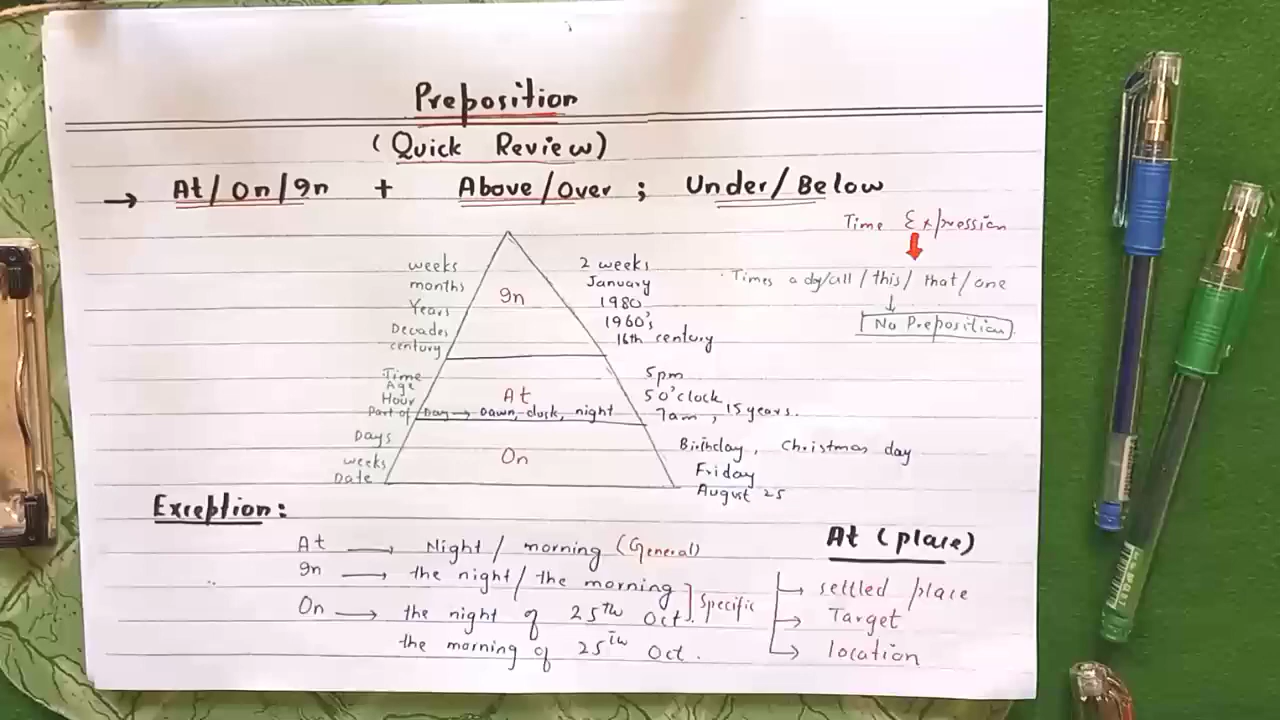 Preposition
(Quick Review)
→ At/On/In + Above/Over ; Under/Below
Time Expression
Times a day/all/this/that/one
No Preposition
weeks
months
Years
Decades
century
In
2 weeks
January
1980
1960's
16th century
Time
Age
Hour
Part of Day → Dawn, dusk, night
At
5pm
5 o'clock
7am, 15 years.
Days
weeks
Date
On
Birthday, Christmas day
Friday
August 25
Exception:
At → Night/morning (General)
In → the night/the morning
On → the night of 25th Oct.
the morning of 25th Oct.
Specific
At (place)
settled place
Target
location